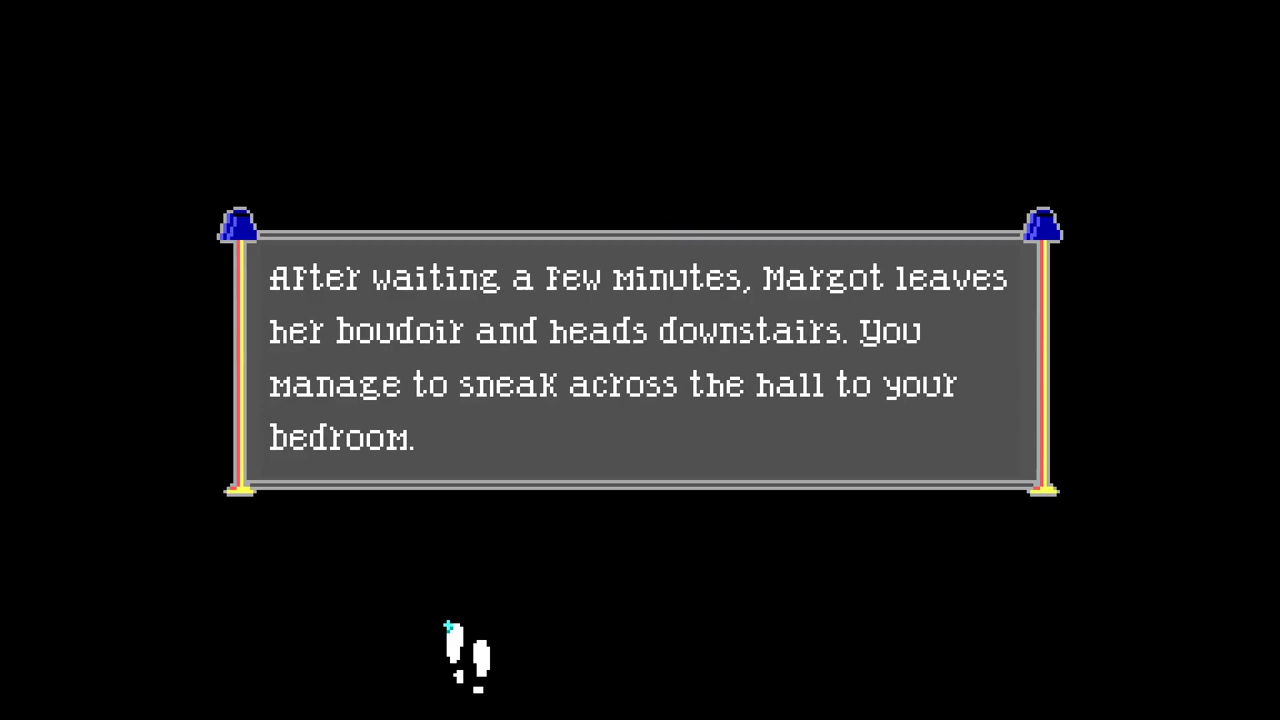 After waiting a few minutes, Margot leaves
her boudoir and heads downstairs. You
manage to sneak across the hall to your
bedroom.